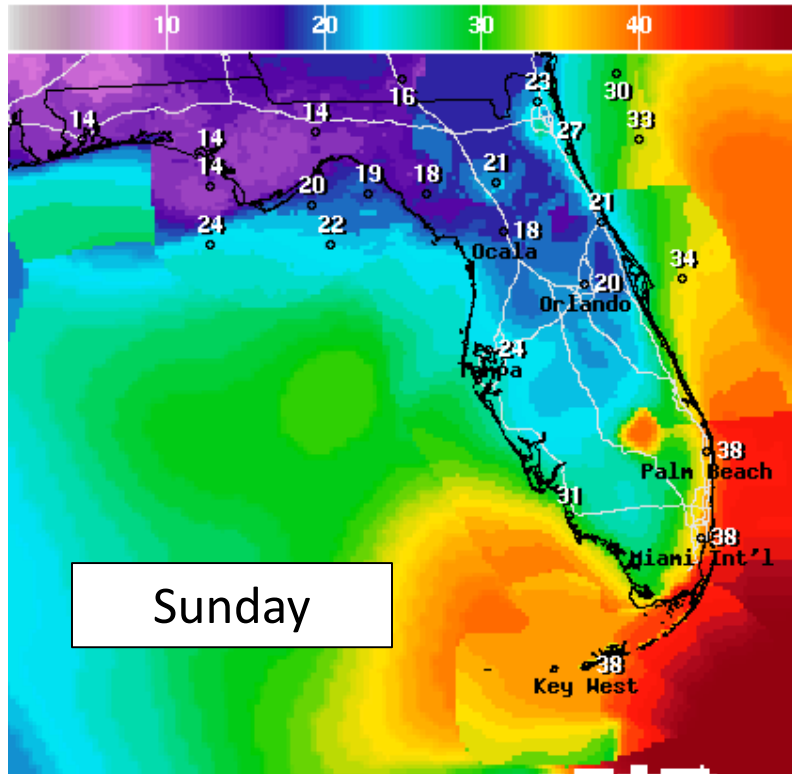 10 20 30 40
30
23
16
14 14 33
14 27
14 21
19 18
20 21
24 22 18
Ocala
34
20
Orlando
24
Tampa
38
Palm Beach
31
38
Miami Int'l
Sunday
38
Key West